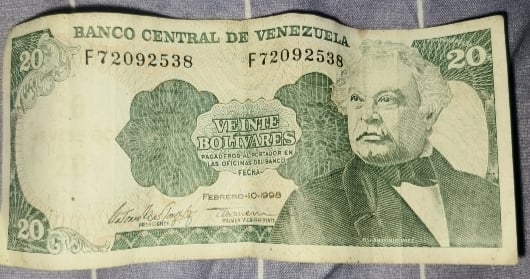 BANCO CENTRAL DE VENEZUELA
20 F72092538 F72092538 20
VEINTE
BOLIVARES
PAGADEROS AL PORTADOR EN
LAS OFICINAS DEL BANCO
FECHA
FEBRERO-10-1998
PRESIDENTE
20